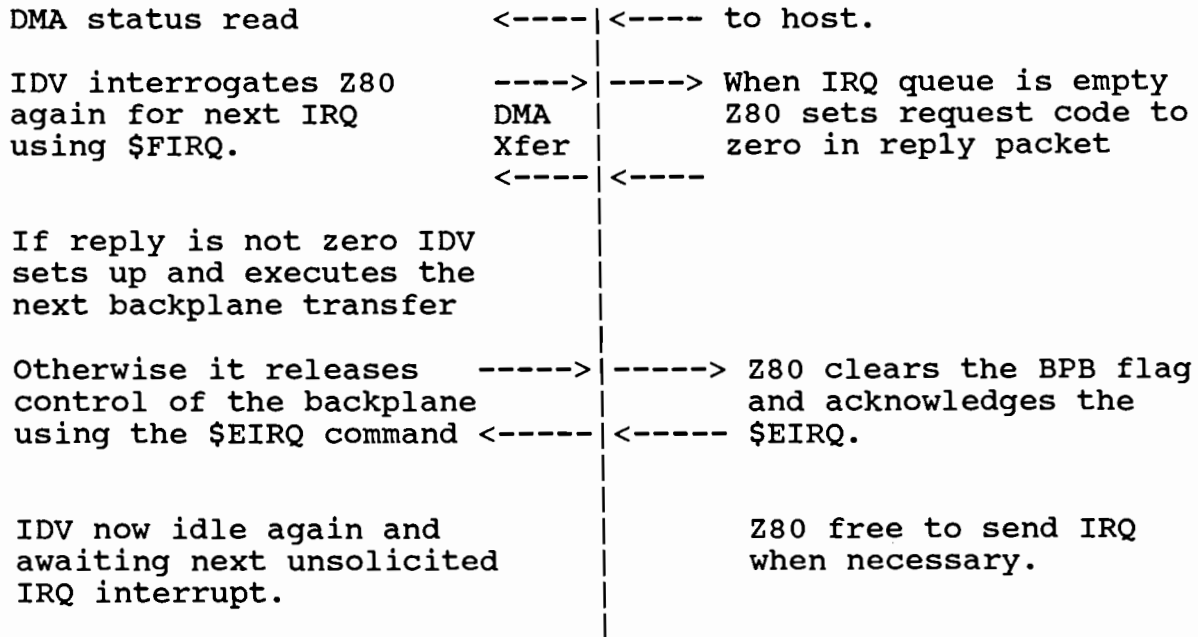 DMA status read <----|<---- to host.
IDV interrogates Z80 ---->|----> When IRQ queue is empty
again for next IRQ DMA | Z80 sets request code to
using $FIRQ. Xfer | zero in reply packet
<----|<----
If reply is not zero IDV
sets up and executes the
next backplane transfer
Otherwise it releases ----->|-----> Z80 clears the BPB flag
control of the backplane | and acknowledges the
using the $EIRQ command <-----|<----- $EIRQ.
IDV now idle again and | Z80 free to send IRQ
awaiting next unsolicited | when necessary.
IRQ interrupt.